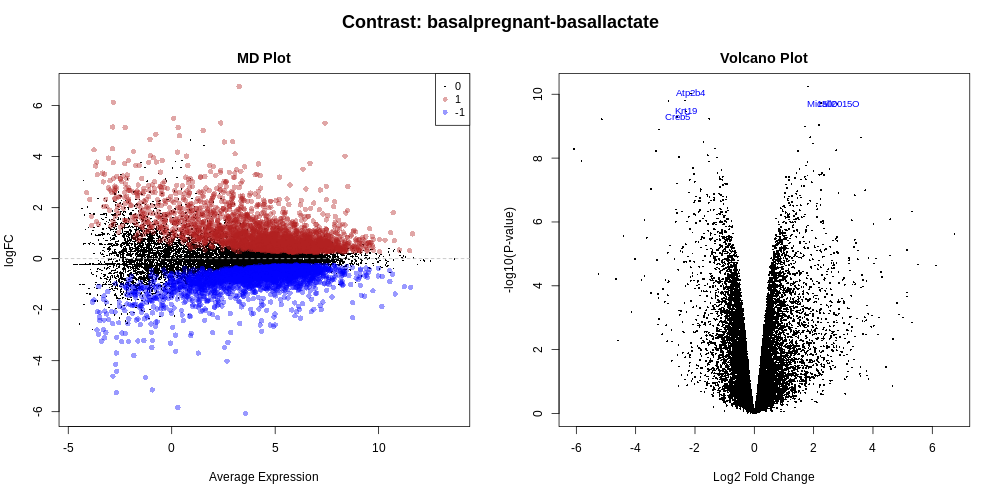 Contrast: basalpregnant-basallactate
MD Plot
logFC
6
4
2
0
-2
-4
-6
-5
0
5
10
Average Expression
0
1
-1
Volcano Plot
-log10(P-value)
10
8
6
4
2
0
-6
-4
-2
0
2
4
6
Log2 Fold Change
Atp2b4
Krt19
Creb5